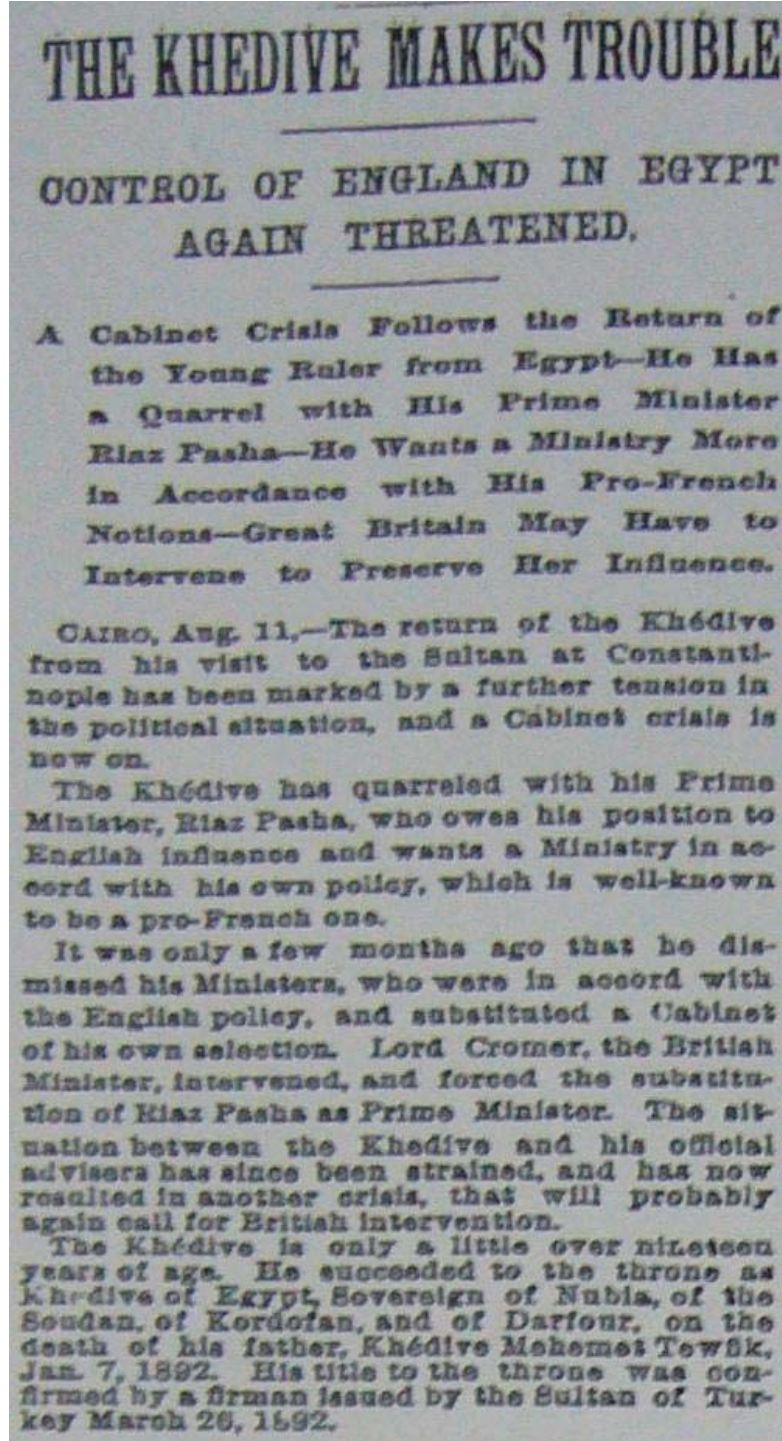 THE KHEDIVE MAKES TROUBLE
CONTROL OF ENGLAND IN EGYPT
AGAIN THREATENED.
A Cabinet Crisis Follows the Return of
the Young Ruler from Egypt—He Has
a Quarrel with His Prime Minister
Riaz Pasha—He Wants a Ministry More
in Accordance with His Pro-French
Notions—Great Britain May Have to
Intervene to Preserve Her Influence.
CAIRO, Aug. 11,—The return of the Khédive
from his visit to the Sultan at Constanti-
nople has been marked by a further tension in
the political situation, and a Cabinet crisis is
now on.
The Khédive has quarreled with his Prime
Minister, Riaz Pasha, who owes his position to
English influence and wants a Ministry in ac-
cord with his own policy, which is well-known
to be a pro-French one.
It was only a few months ago that he dis-
missed his Ministers, who were in accord with
the English policy, and substituted a Cabinet
of his own selection. Lord Cromer, the British
Minister, intervened, and forced the substitu-
tion of Riaz Pasha as Prime Minister. The sit-
uation between the Khedive and his official
advisers has since been strained, and has now
resulted in another crisis, that will probably
again call for British intervention.
The Khédive is only a little over nineteen
years of age. He succeeded to the throne as
Khedive of Egypt, Sovereign of Nubia, of the
Soudan, of Kordofan, and of Darfour, on the
death of his father, Khédive Mehemet Tewfik,
Jan. 7, 1892. His title to the throne was con-
firmed by a firman issued by the Sultan of Tur-
key March 26, 1892.